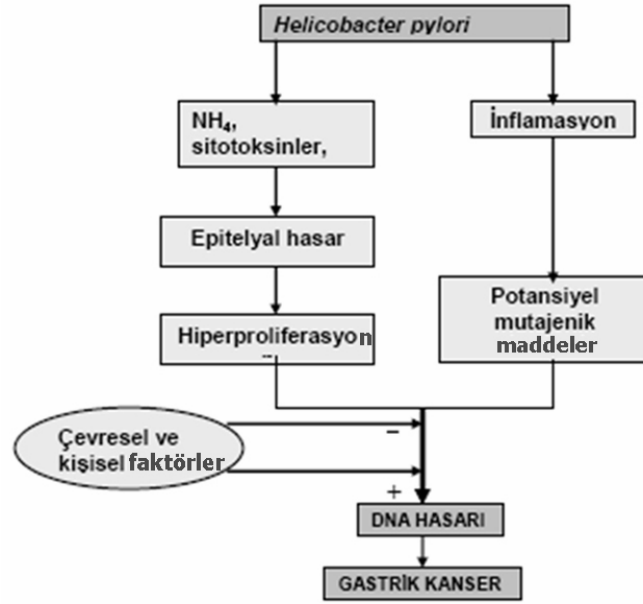 Helicobacter pylori
NH4,
sitotoksinler,
İnflamasyon
Epitelyal hasar
Potansiyel
mutajenik
maddeler
Hiperproliferasyon
Çevresel ve
kişisel faktörler
–
+
DNA HASARI
GASTRİK KANSER